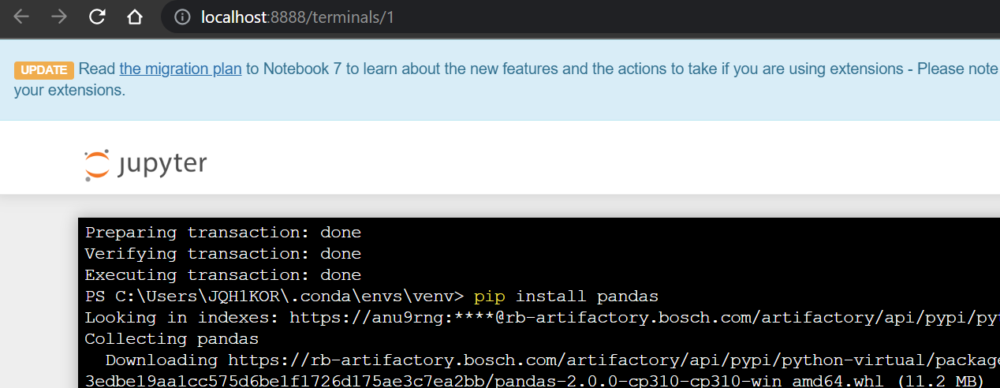 localhost:8888/terminals/1
UPDATE Read the migration plan to Notebook 7 to learn about the new features and the actions to take if you are using extensions - Please note
your extensions.
jupyter
Preparing transaction: done
Verifying transaction: done
Executing transaction: done
PS C:\Users\JQH1KOR\.conda\envs\venv> pip install pandas
Looking in indexes: https://anu9rng:****@rb-artifactory.bosch.com/artifactory/api/pypi/py
Collecting pandas
Downloading https://rb-artifactory.bosch.com/artifactory/api/pypi/python-virtual/package
3edbe19aa1cc575d6be1f1726d175ae3c7ea2bb/pandas-2.0.0-cp310-cp310-win_amd64.whl (11.2 MB)